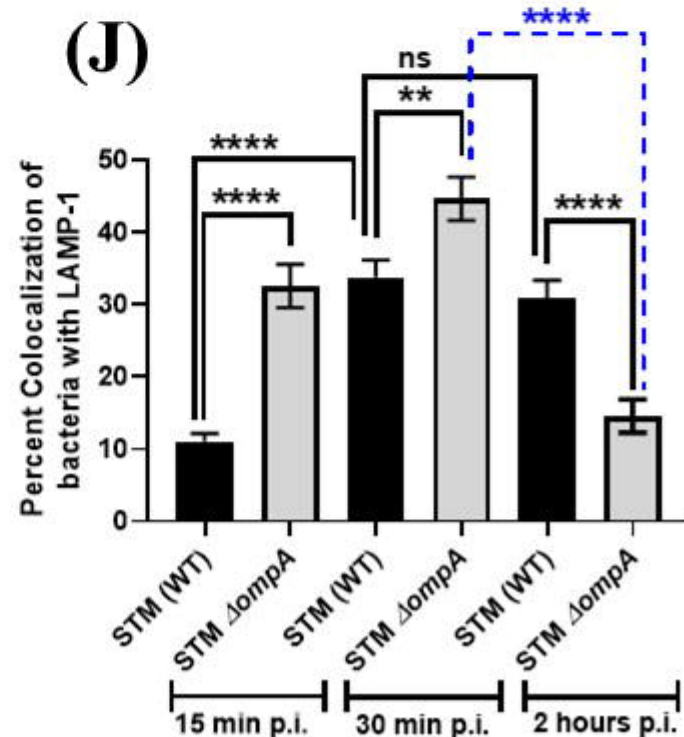 (J)
****
ns
**
****
****
****
50
40
30
20
10
0
Percent Colocalization of
bacteria with LAMP-1
STM (WT)
STM ΔompA
STM (WT)
STM ΔompA
STM (WT)
STM ΔompA
15 min p.i.
30 min p.i.
2 hours p.i.